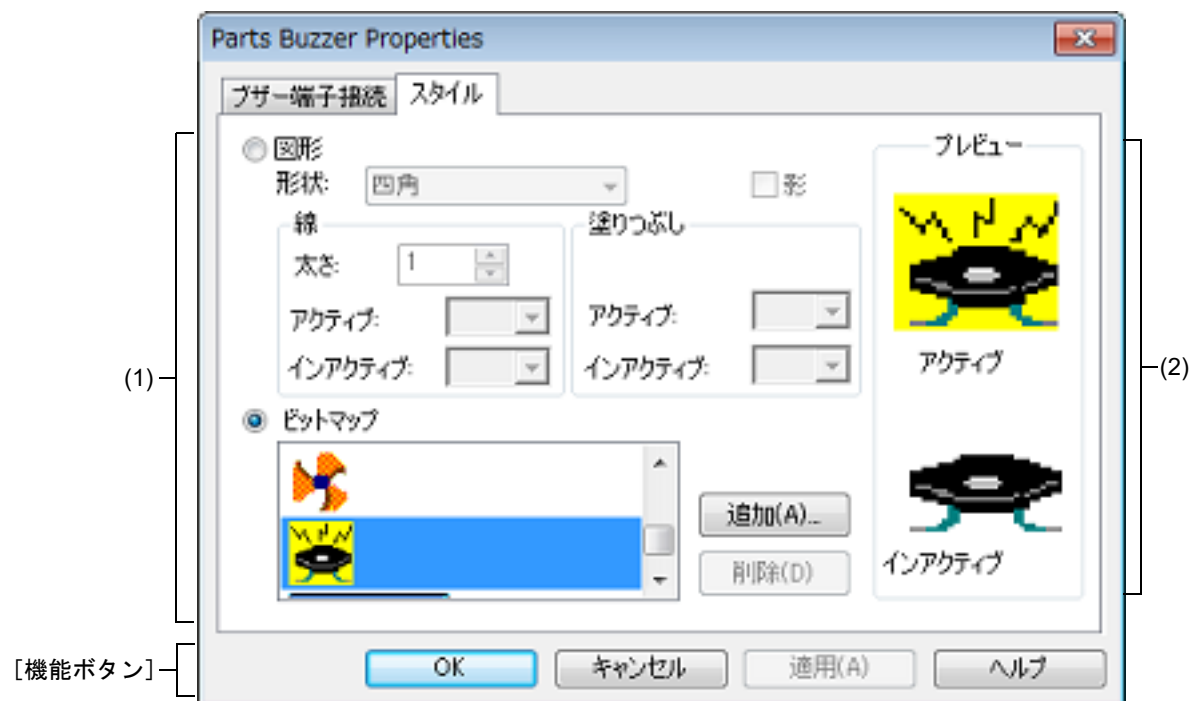 Parts Buzzer Properties
ブザー端子接続 スタイル
図形
形状: 四角 影
線
太さ: 1
アクティブ:
インアクティブ:
塗りつぶし
アクティブ:
インアクティブ:
ビットマップ
追加(A)...
削除(D)
プレビュー
アクティブ
インアクティブ
(1)
(2)
[機能ボタン]
OK キャンセル 適用(A) ヘルプ